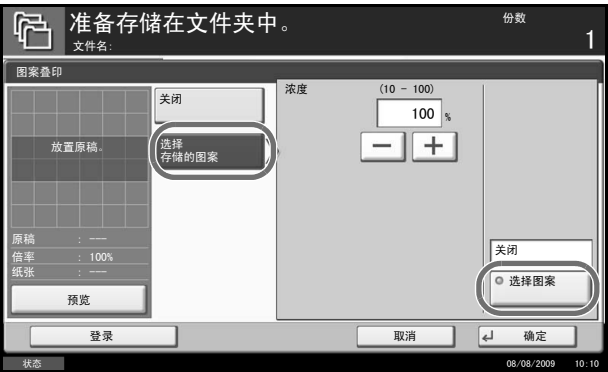 准备存储在文件夹中。
文件名:
份数
1
图案叠印
放置原稿。
原稿 : ---
倍率 : 100%
纸张 : ---
预览
关闭
选择
存储的图案
浓度 (10 - 100)
100 %
关闭
选择图案
登录
取消
确定
状态
08/08/2009 10:10